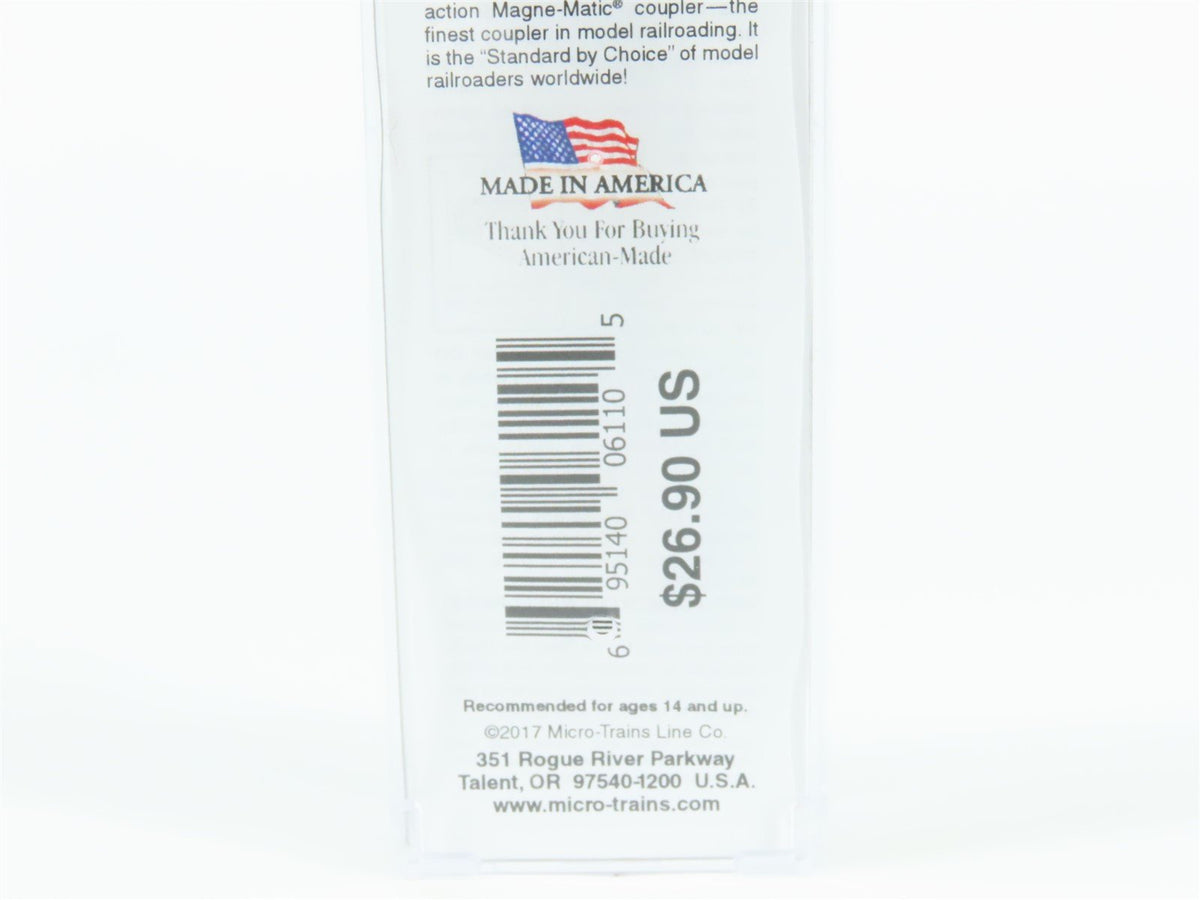 action Magne-Matic® coupler—the
finest coupler in model railroading. It
is the “Standard by Choice” of model
railroaders worldwide!
MADE IN AMERICA
Thank You For Buying
American-Made
6 95140 06110 5
$26.90 US
Recommended for ages 14 and up.
©2017 Micro-Trains Line Co.
351 Rogue River Parkway
Talent, OR 97540-1200 U.S.A.
www.micro-trains.com